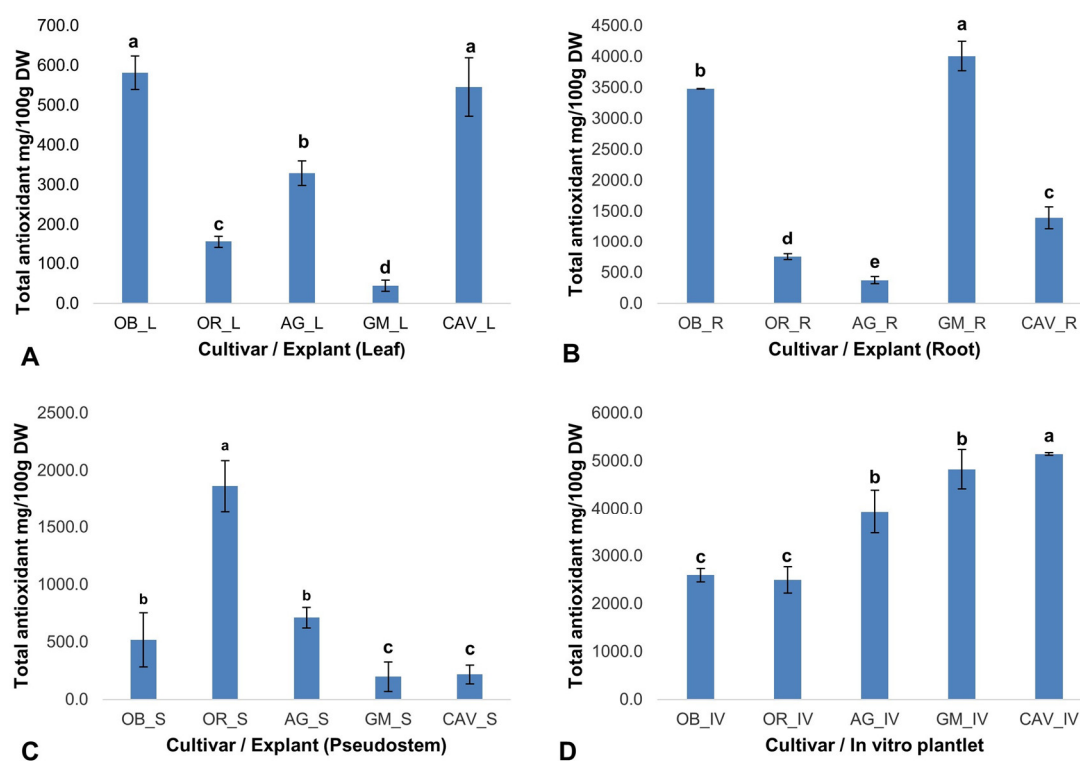 Total antioxidant mg/100g DW
700.0
600.0
500.0
400.0
300.0
200.0
100.0
0.0
a
c
b
d
a
OB_L OR_L AG_L GM_L CAV_L
A
Cultivar / Explant (Leaf)
Total antioxidant mg/100g DW
4500.0
4000.0
3500.0
3000.0
2500.0
2000.0
1500.0
1000.0
500.0
0.0
b
d
e
a
c
OB_R OR_R AG_R GM_R CAV_R
B
Cultivar / Explant (Root)
Total antioxidant mg/100g DW
2500.0
2000.0
1500.0
1000.0
500.0
0.0
b
a
b
c
c
OB_S OR_S AG_S GM_S CAV_S
C
Cultivar / Explant (Pseudostem)
Total antioxidant mg/100g DW
6000.0
5000.0
4000.0
3000.0
2000.0
1000.0
0.0
c
c
b
b
a
OB_IV OR_IV AG_IV GM_IV CAV_IV
D
Cultivar / In vitro plantlet